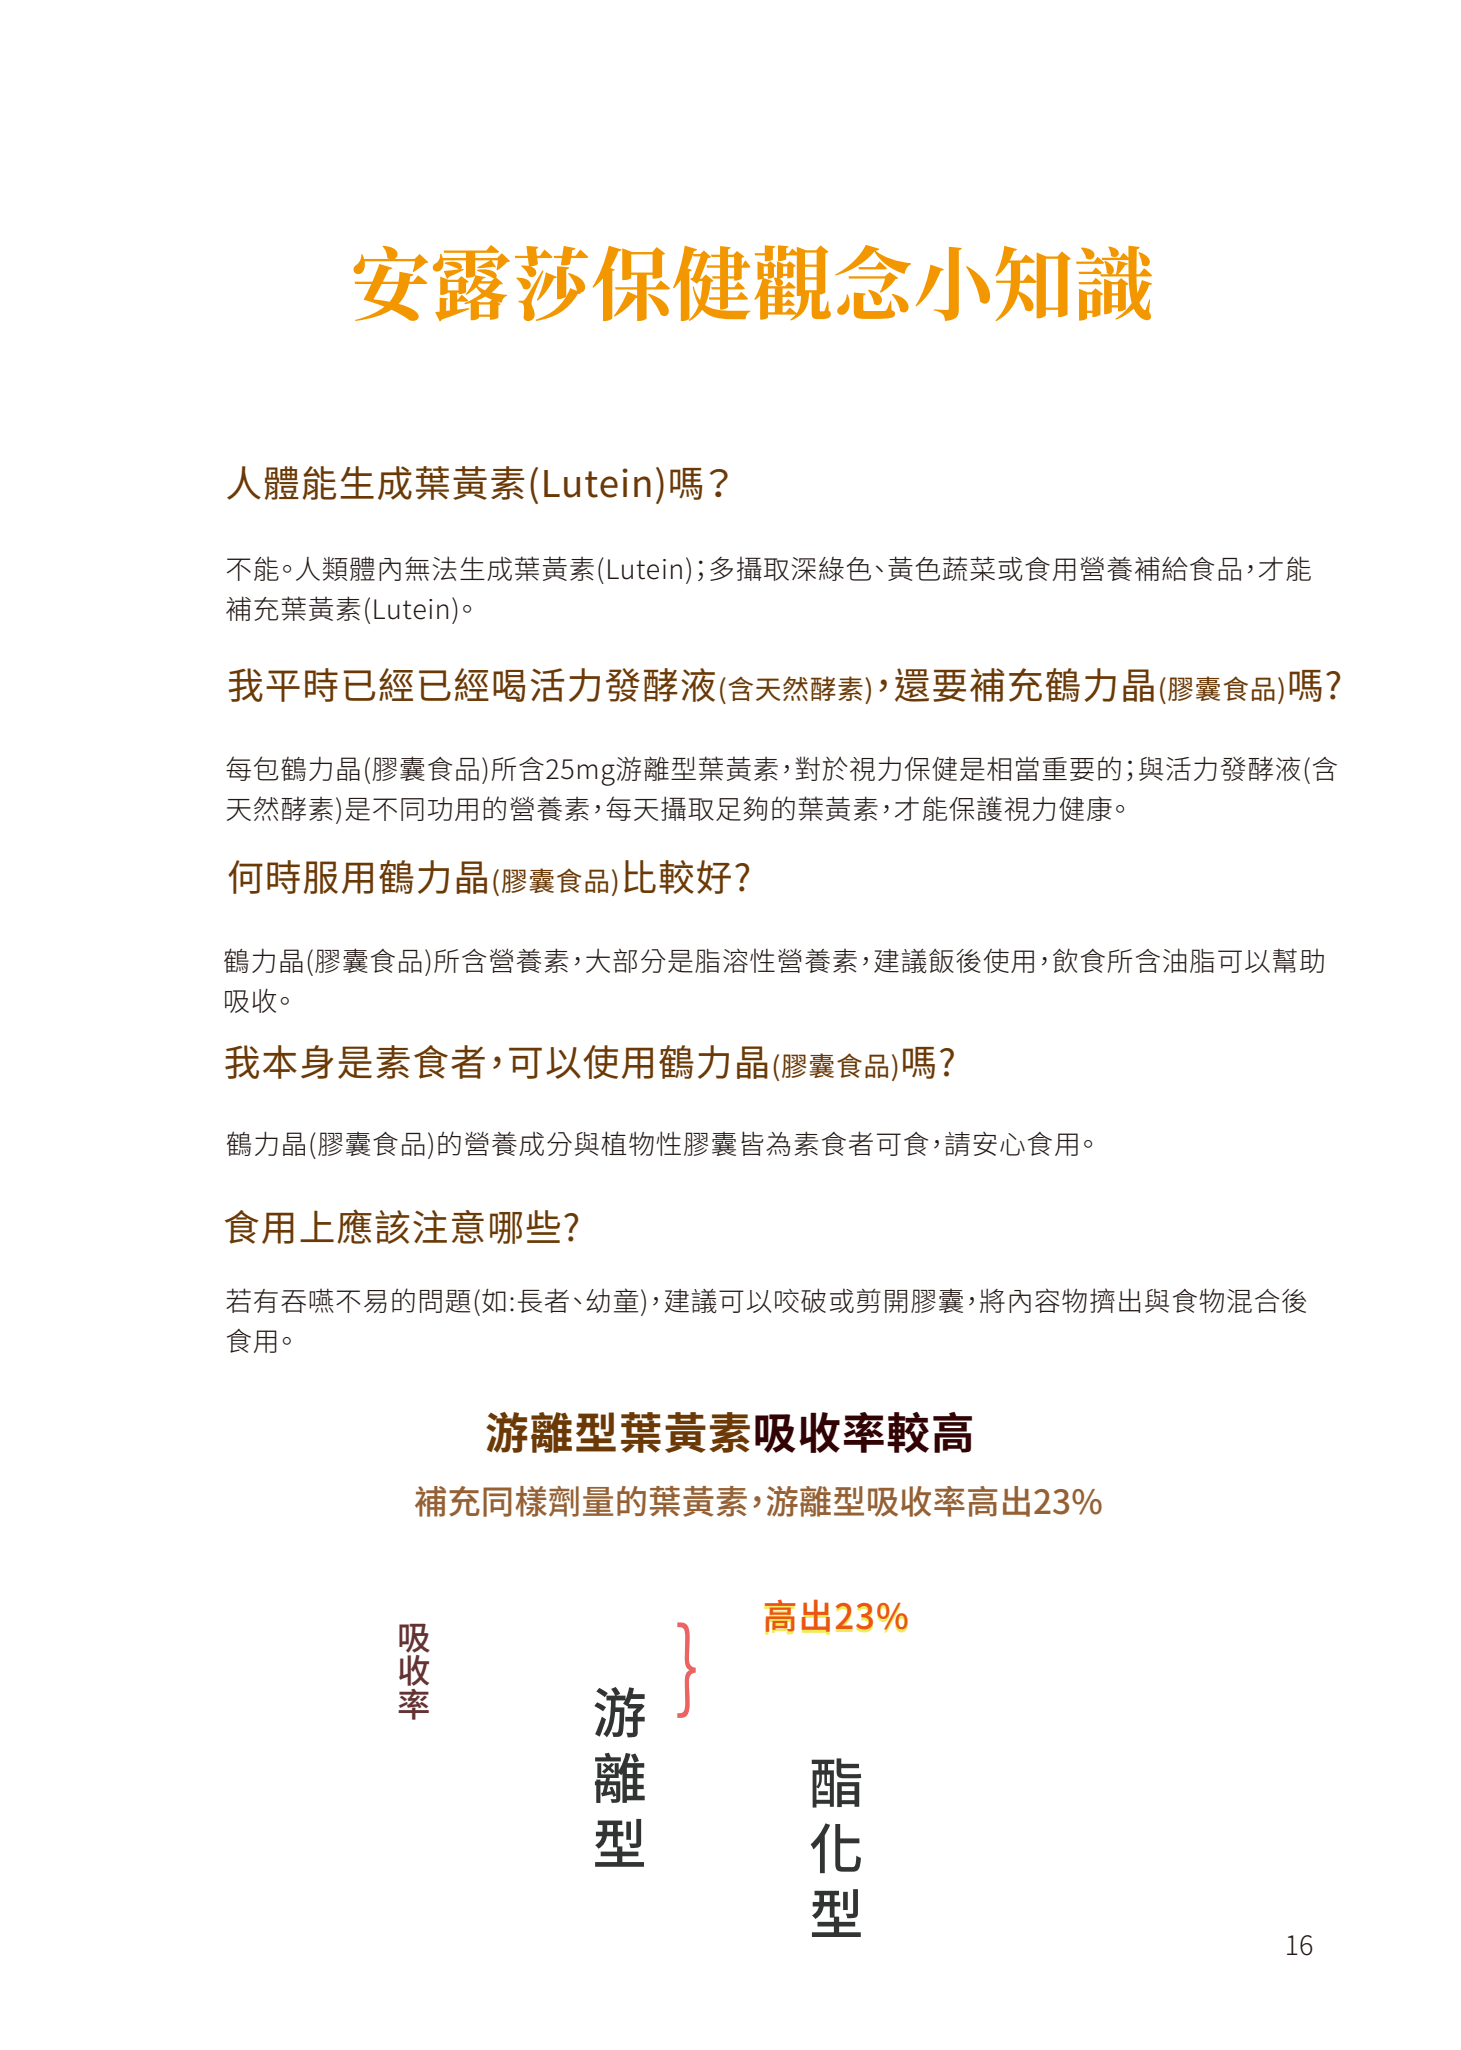 安露莎保健觀念小知識
人體能生成葉黃素(Lutein)嗎？
不能。人類體內無法生成葉黃素(Lutein)；多攝取深綠色、黃色蔬菜或食用營養補給食品，才能
補充葉黃素(Lutein)。
我平時已經已經喝活力發酵液(含天然酵素)，還要補充鶴力晶(膠囊食品)嗎?
每包鶴力晶(膠囊食品)所含25mg游離型葉黃素，對於視力保健是相當重要的；與活力發酵液(含
天然酵素)是不同功用的營養素，每天攝取足夠的葉黃素，才能保護視力健康。
何時服用鶴力晶(膠囊食品)比較好?
鶴力晶(膠囊食品)所含營養素，大部分是脂溶性營養素，建議飯後使用，飲食所含油脂可以幫助
吸收。
我本身是素食者，可以使用鶴力晶(膠囊食品)嗎?
鶴力晶(膠囊食品)的營養成分與植物性膠囊皆為素食者可食，請安心食用。
食用上應該注意哪些?
若有吞嚥不易的問題(如:長者、幼童)，建議可以咬破或剪開膠囊，將內容物擠出與食物混合後
食用。
游離型葉黃素吸收率較高
補充同樣劑量的葉黃素，游離型吸收率高出23%
高出23%
吸收率
游離型
酯化型
16